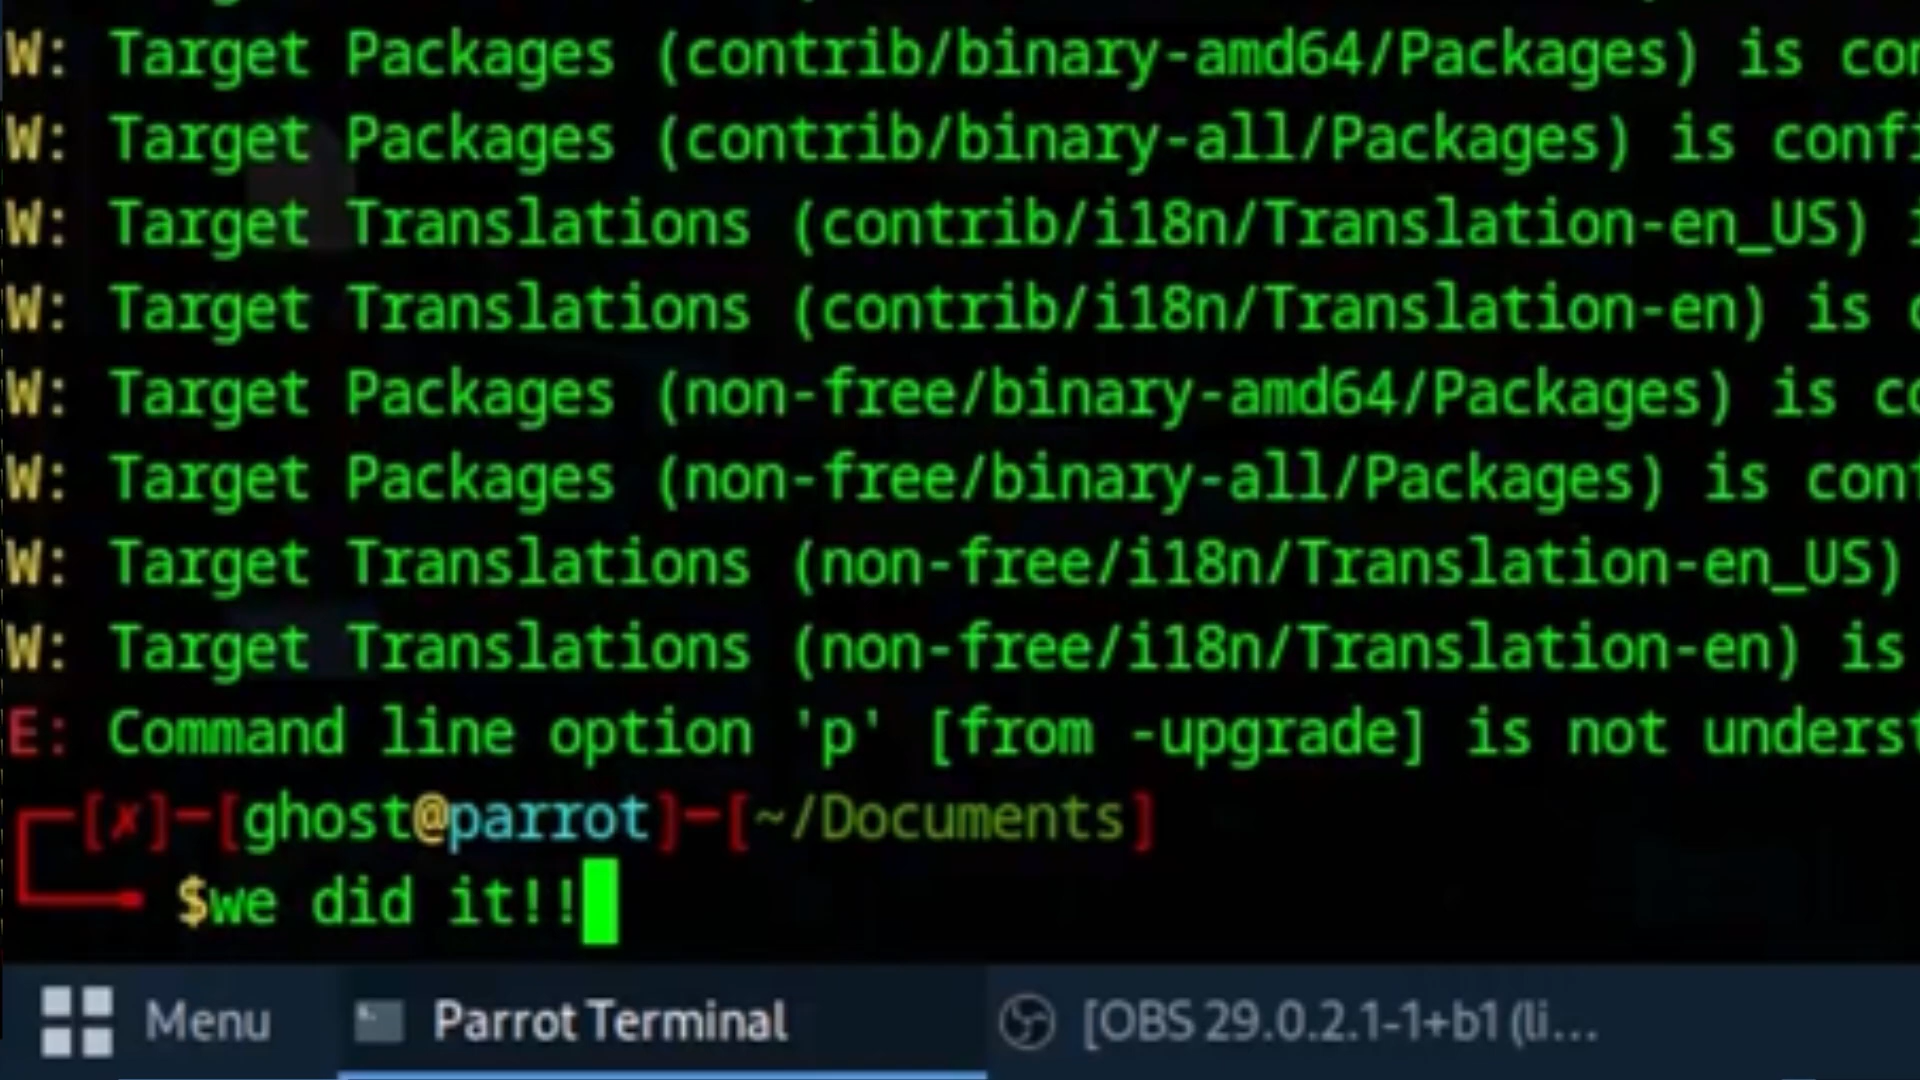 W: Target Packages (contrib/binary-amd64/Packages) is
W: Target Packages (contrib/binary-all/Packages) is
W: Target Translations (contrib/i18n/Translation-en_US)
W: Target Translations (contrib/i18n/Translation-en) is
W: Target Packages (non-free/binary-amd64/Packages) is
W: Target Packages (non-free/binary-all/Packages) is
W: Target Translations (non-free/i18n/Translation-en_US)
W: Target Translations (non-free/i18n/Translation-en) is
E: Command line option 'p' [from -upgrade] is not
[✗]─[ghost@parrot]─[~/Documents]
$we did it!!
Menu Parrot Terminal [OBS 29.0.2.1-1+b1 (li...